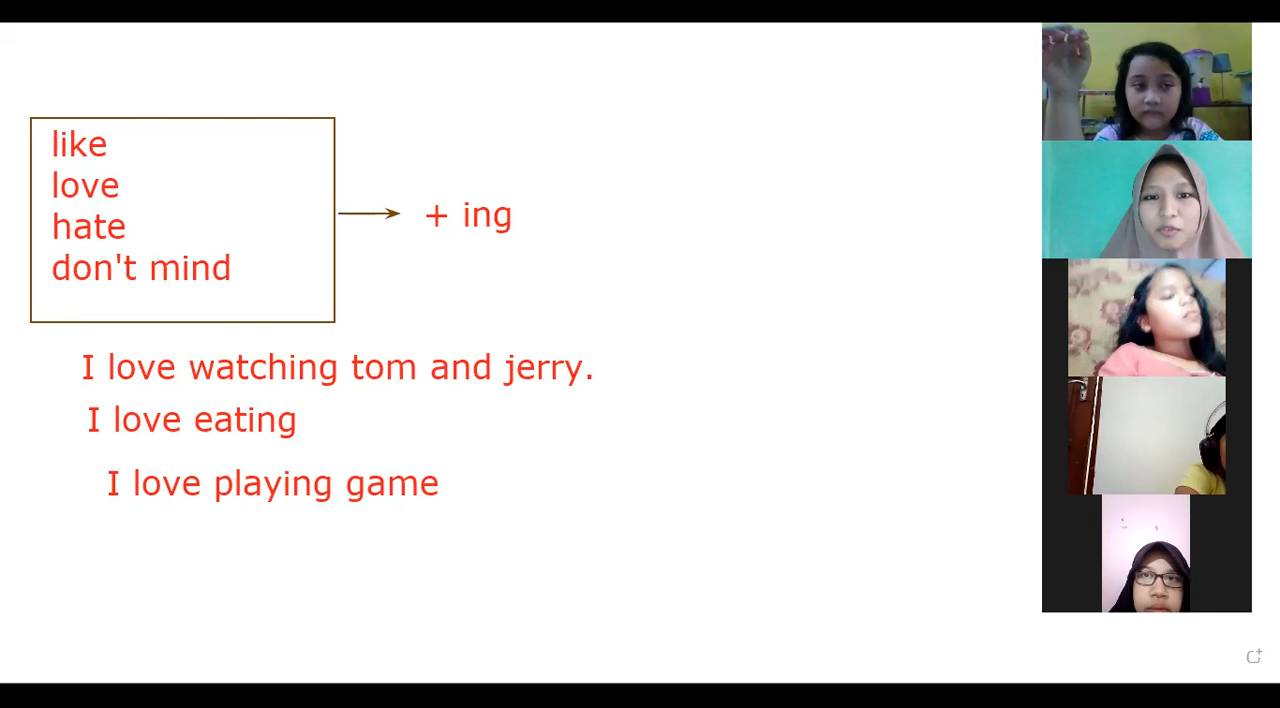 like
love
hate
don't mind
+ ing
I love watching tom and jerry.
I love eating
I love playing game